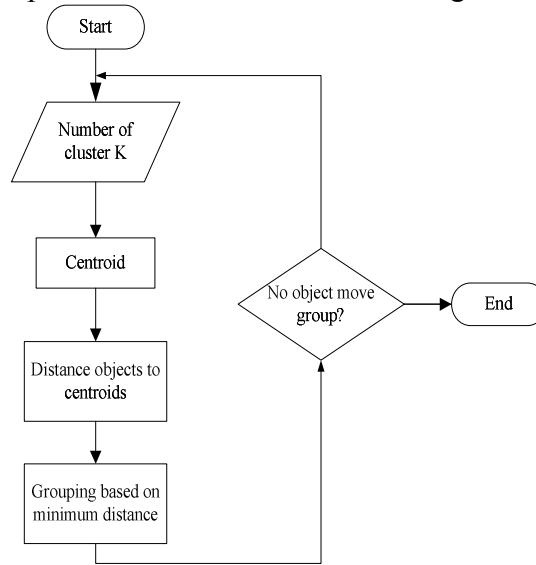 Start
Number of
cluster K
Centroid
Distance objects to
centroids
Grouping based on
minimum distance
No object move
group?
End